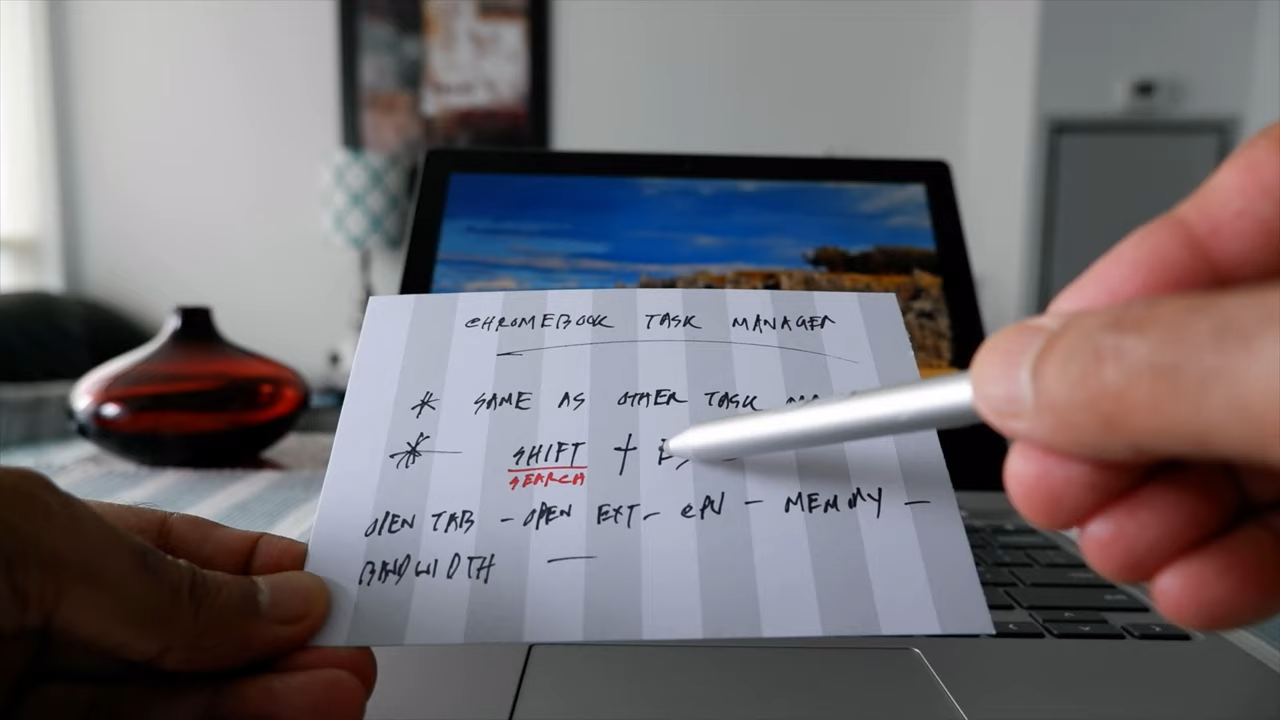 CHROMEBOOK TASK MANAGER
* SAME AS OTHER TASK
* SHIFT +
SEARCH
OPEN TAB - OPEN EXT - CPU - MEMORY -
BANDWIDTH -